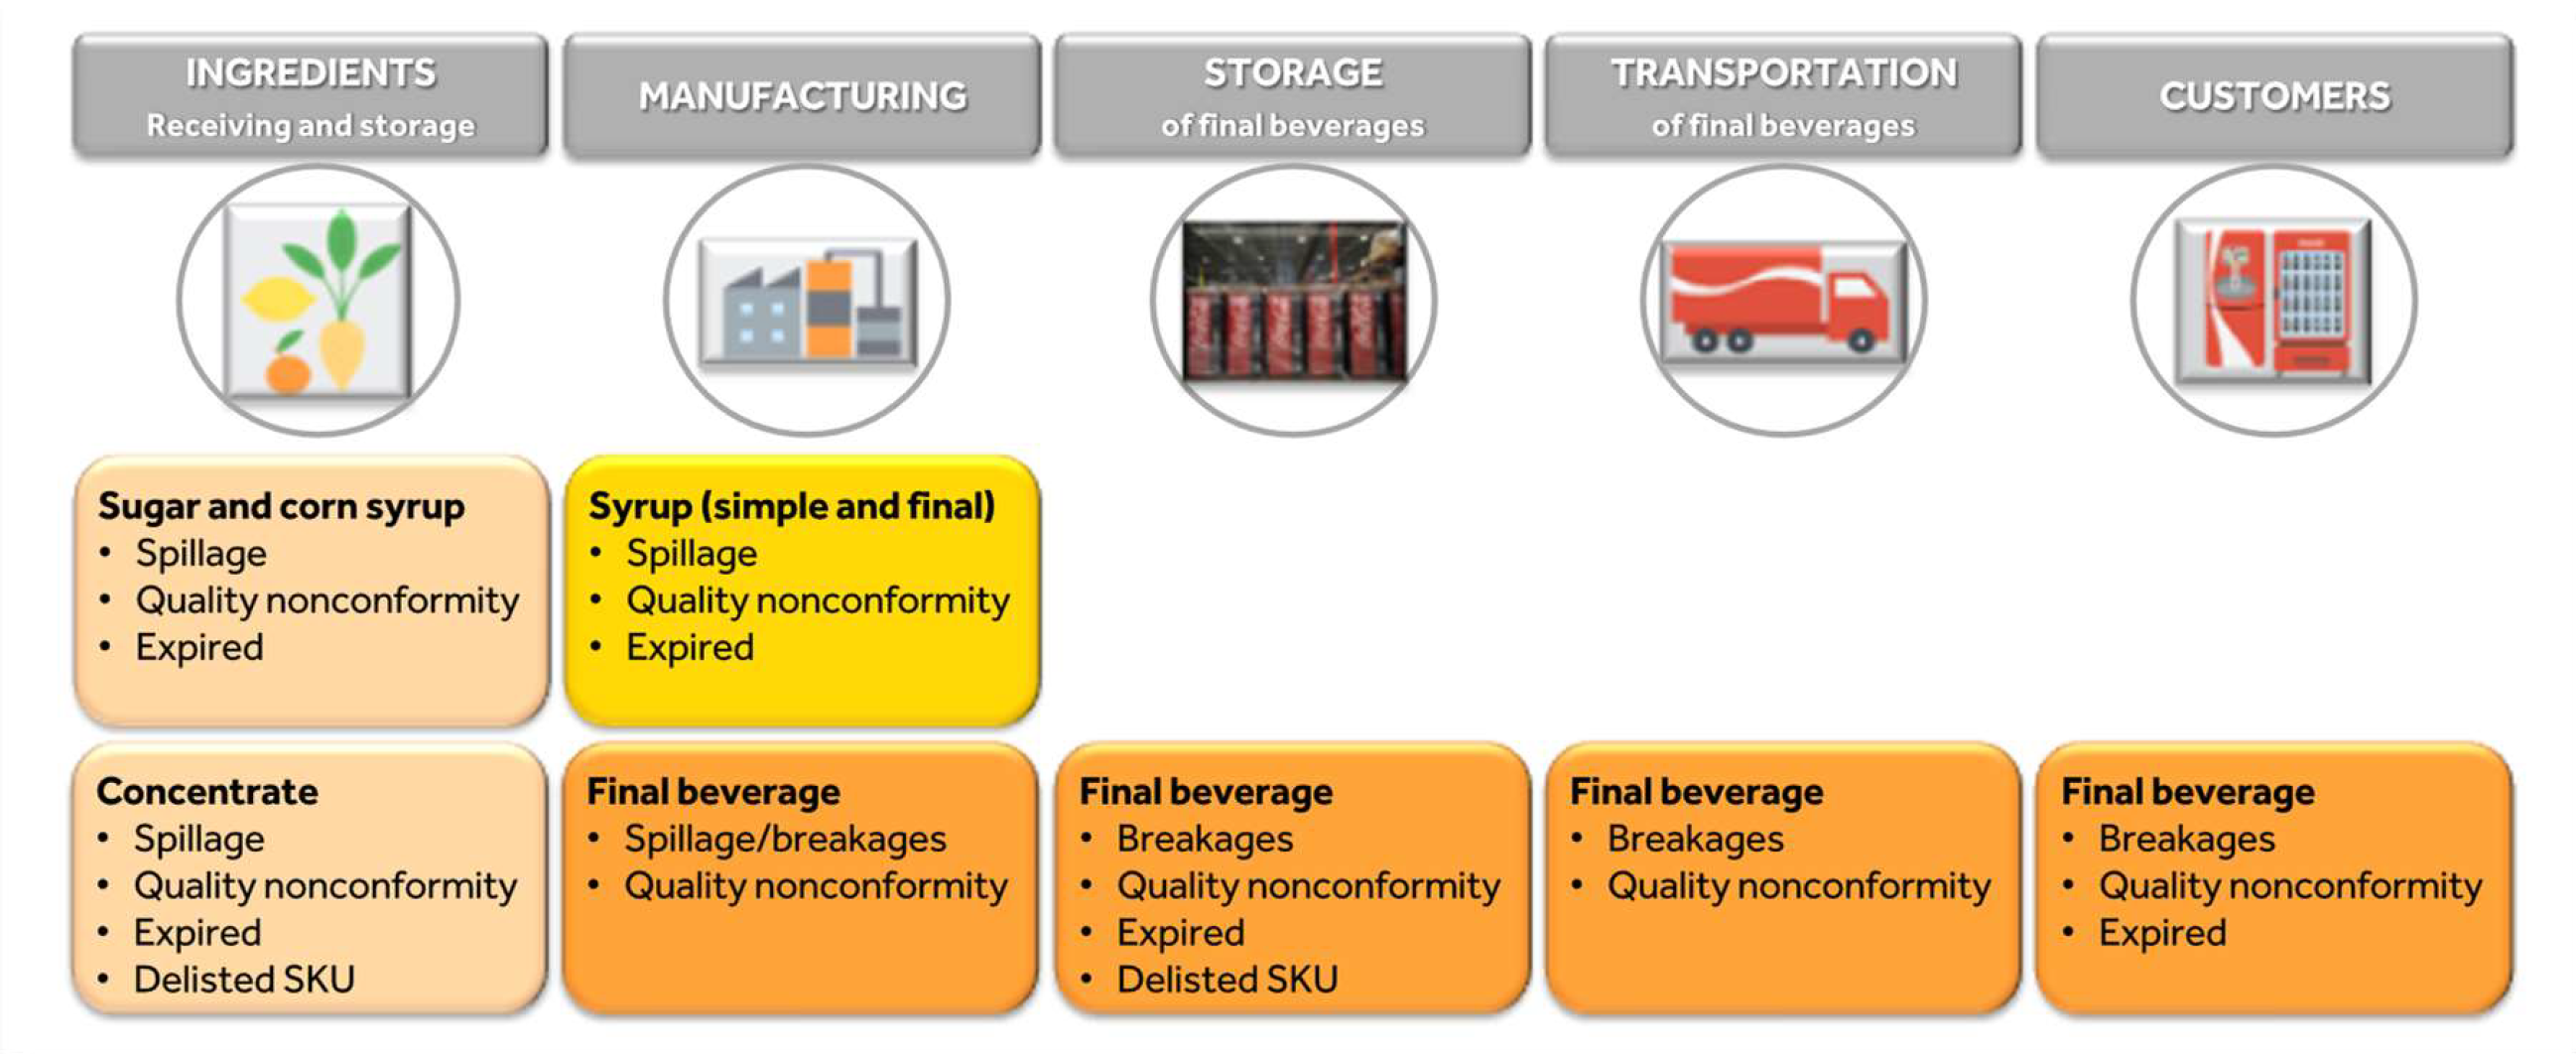 INGREDIENTS
Receiving and storage
MANUFACTURING
STORAGE
of final beverages
TRANSPORTATION
of final beverages
CUSTOMERS
Sugar and corn syrup
• Spillage
• Quality nonconformity
• Expired
Syrup (simple and final)
• Spillage
• Quality nonconformity
• Expired
Concentrate
• Spillage
• Quality nonconformity
• Expired
• Delisted SKU
Final beverage
• Spillage/breakages
• Quality nonconformity
Final beverage
• Breakages
• Quality nonconformity
• Expired
• Delisted SKU
Final beverage
• Breakages
• Quality nonconformity
Final beverage
• Breakages
• Quality nonconformity
• Expired